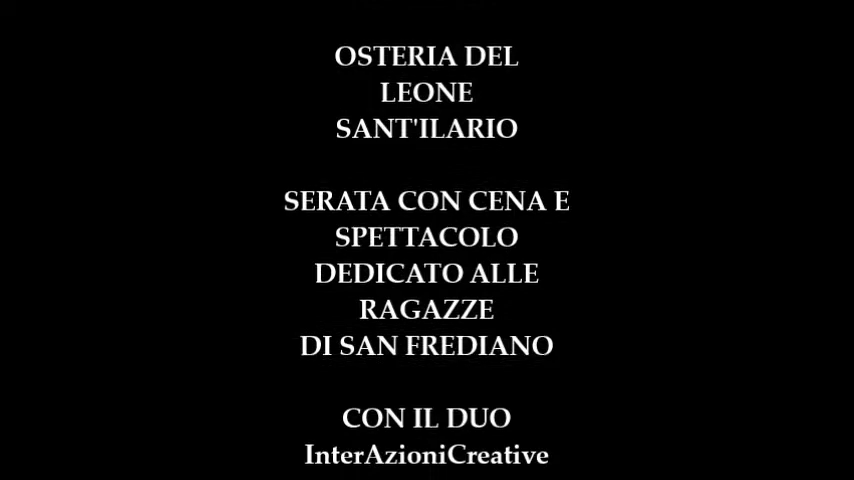 OSTERIA DEL
LEONE
SANT'ILARIO
SERATA CON CENA E
SPETTACOLO
DEDICATO ALLE
RAGAZZE
DI SAN FREDIANO
CON IL DUO
InterAzioniCreative